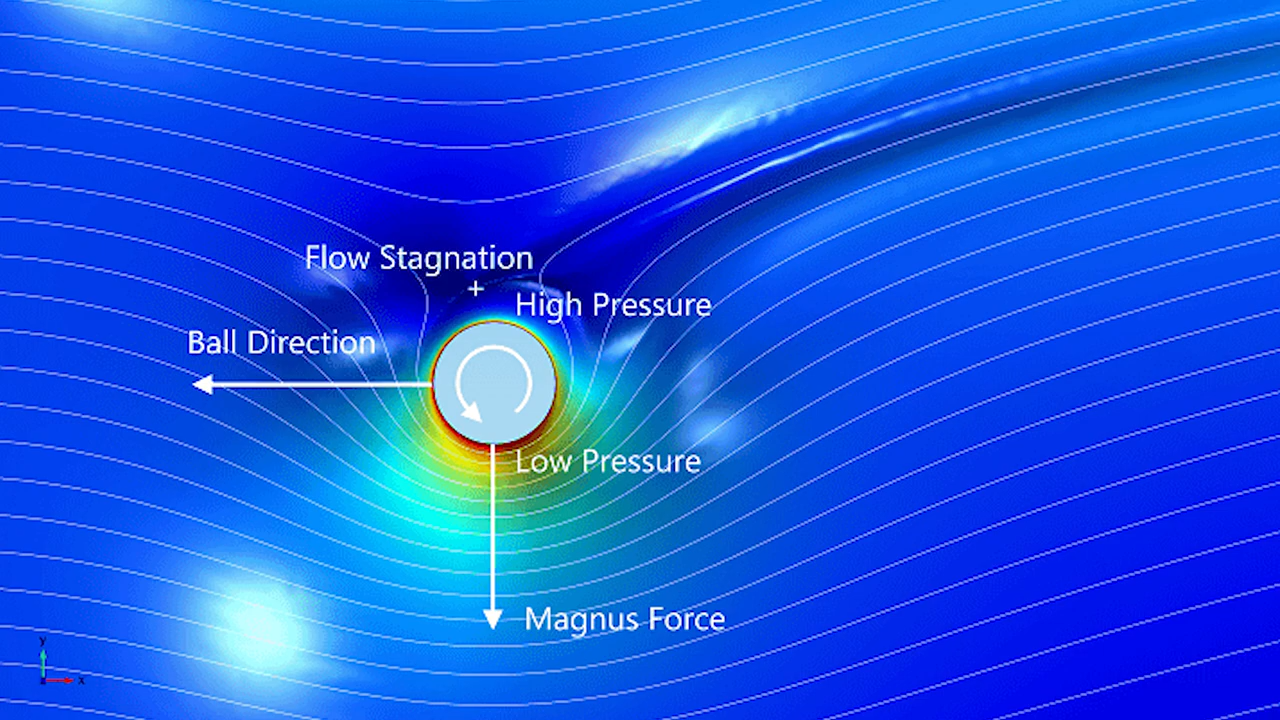 Flow Stagnation
+
High Pressure
Ball Direction
Low Pressure
Magnus Force
y
x